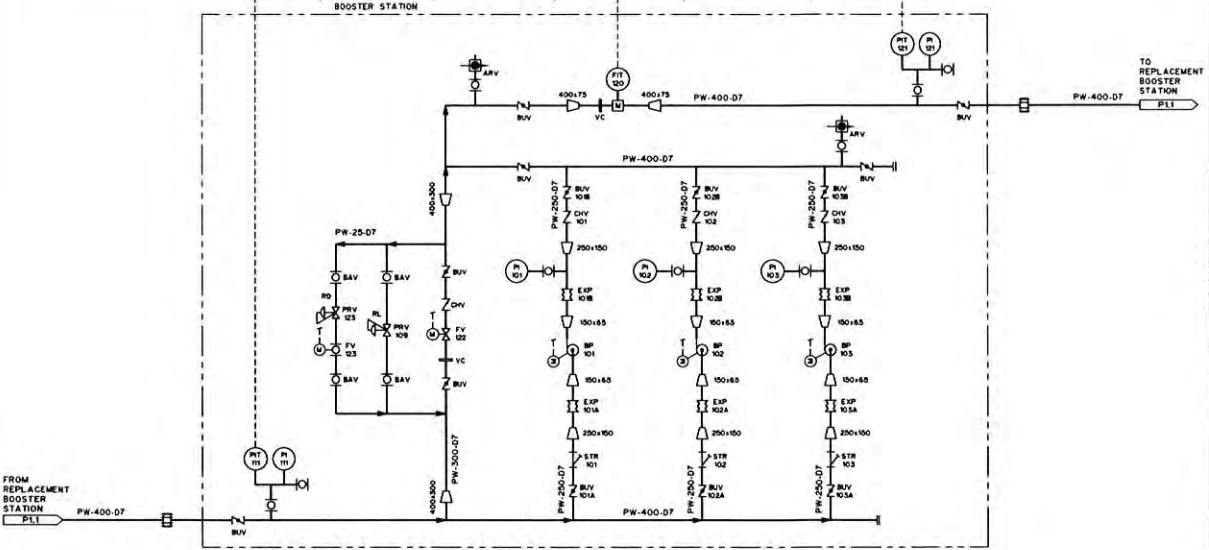 BOOSTER STATION
PIT
121
PI
121
ARV
FIT
120
TO
REPLACEMENT
BOOSTER
STATION
P1.1
400x75
400x75
PW-400-D7
PW-400-D7
M
BUV
VC
BUV
ARV
PW-400-D7
BUV
BUV
400x300
PW-250-D7
BUV
101B
CHV
101
250x150
PW-250-D7
BUV
102B
CHV
102
250x150
PW-250-D7
BUV
103B
CHV
103
250x150
PW-25-D7
PI
101
PI
102
PI
103
BAV
BAV
BUV
EXP
101B
EXP
102B
EXP
103B
RD
PRV
123
RL
PRV
109
CHV
150x65
150x65
150x65
T
M
FV
123
T
M
FV
122
T
M
BP
101
T
M
BP
102
T
M
BP
103
VC
BAV
BAV
BUV
150x65
150x65
150x65
EXP
101A
EXP
102A
EXP
103A
250x150
250x150
250x150
PIT
111
PI
111
PW-300-D7
STR
101
STR
102
STR
103
PW-250-D7
BUV
101A
PW-250-D7
BUV
102A
PW-250-D7
BUV
103A
400x300
FROM
REPLACEMENT
BOOSTER
STATION
P1.1
PW-400-D7
BUV
PW-400-D7